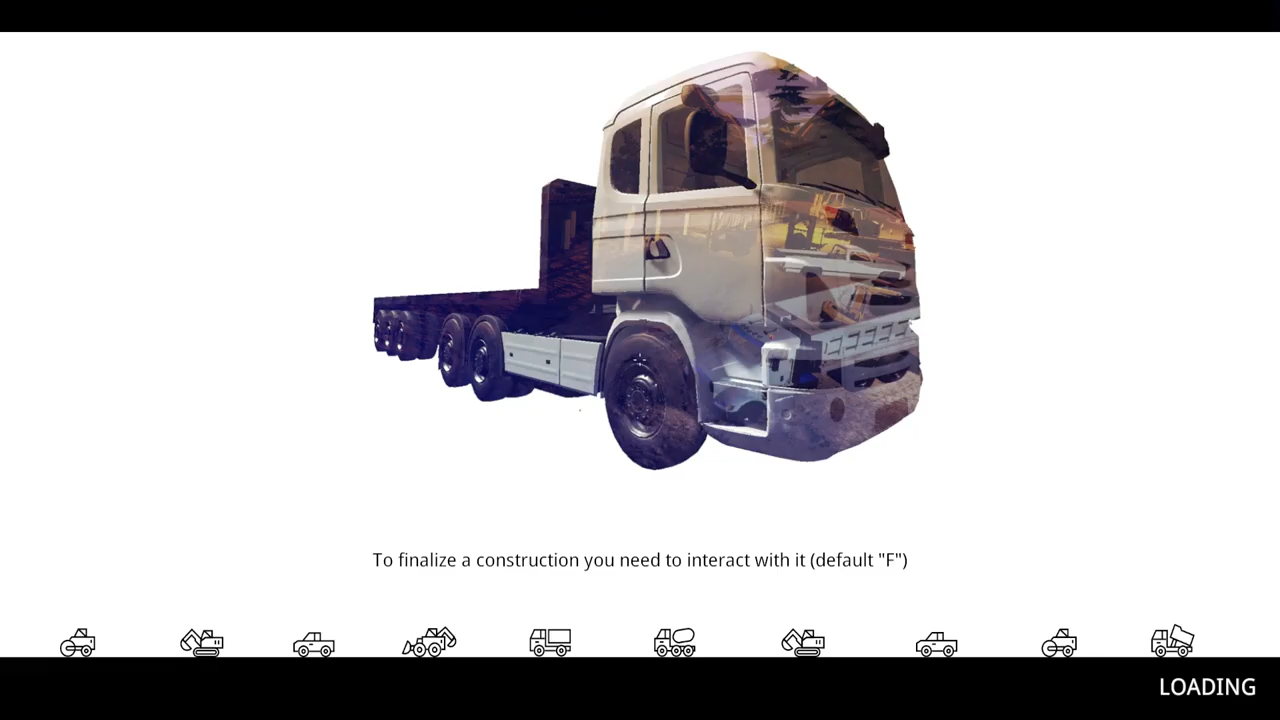 To finalize a construction you need to interact with it (default "F")
LOADING